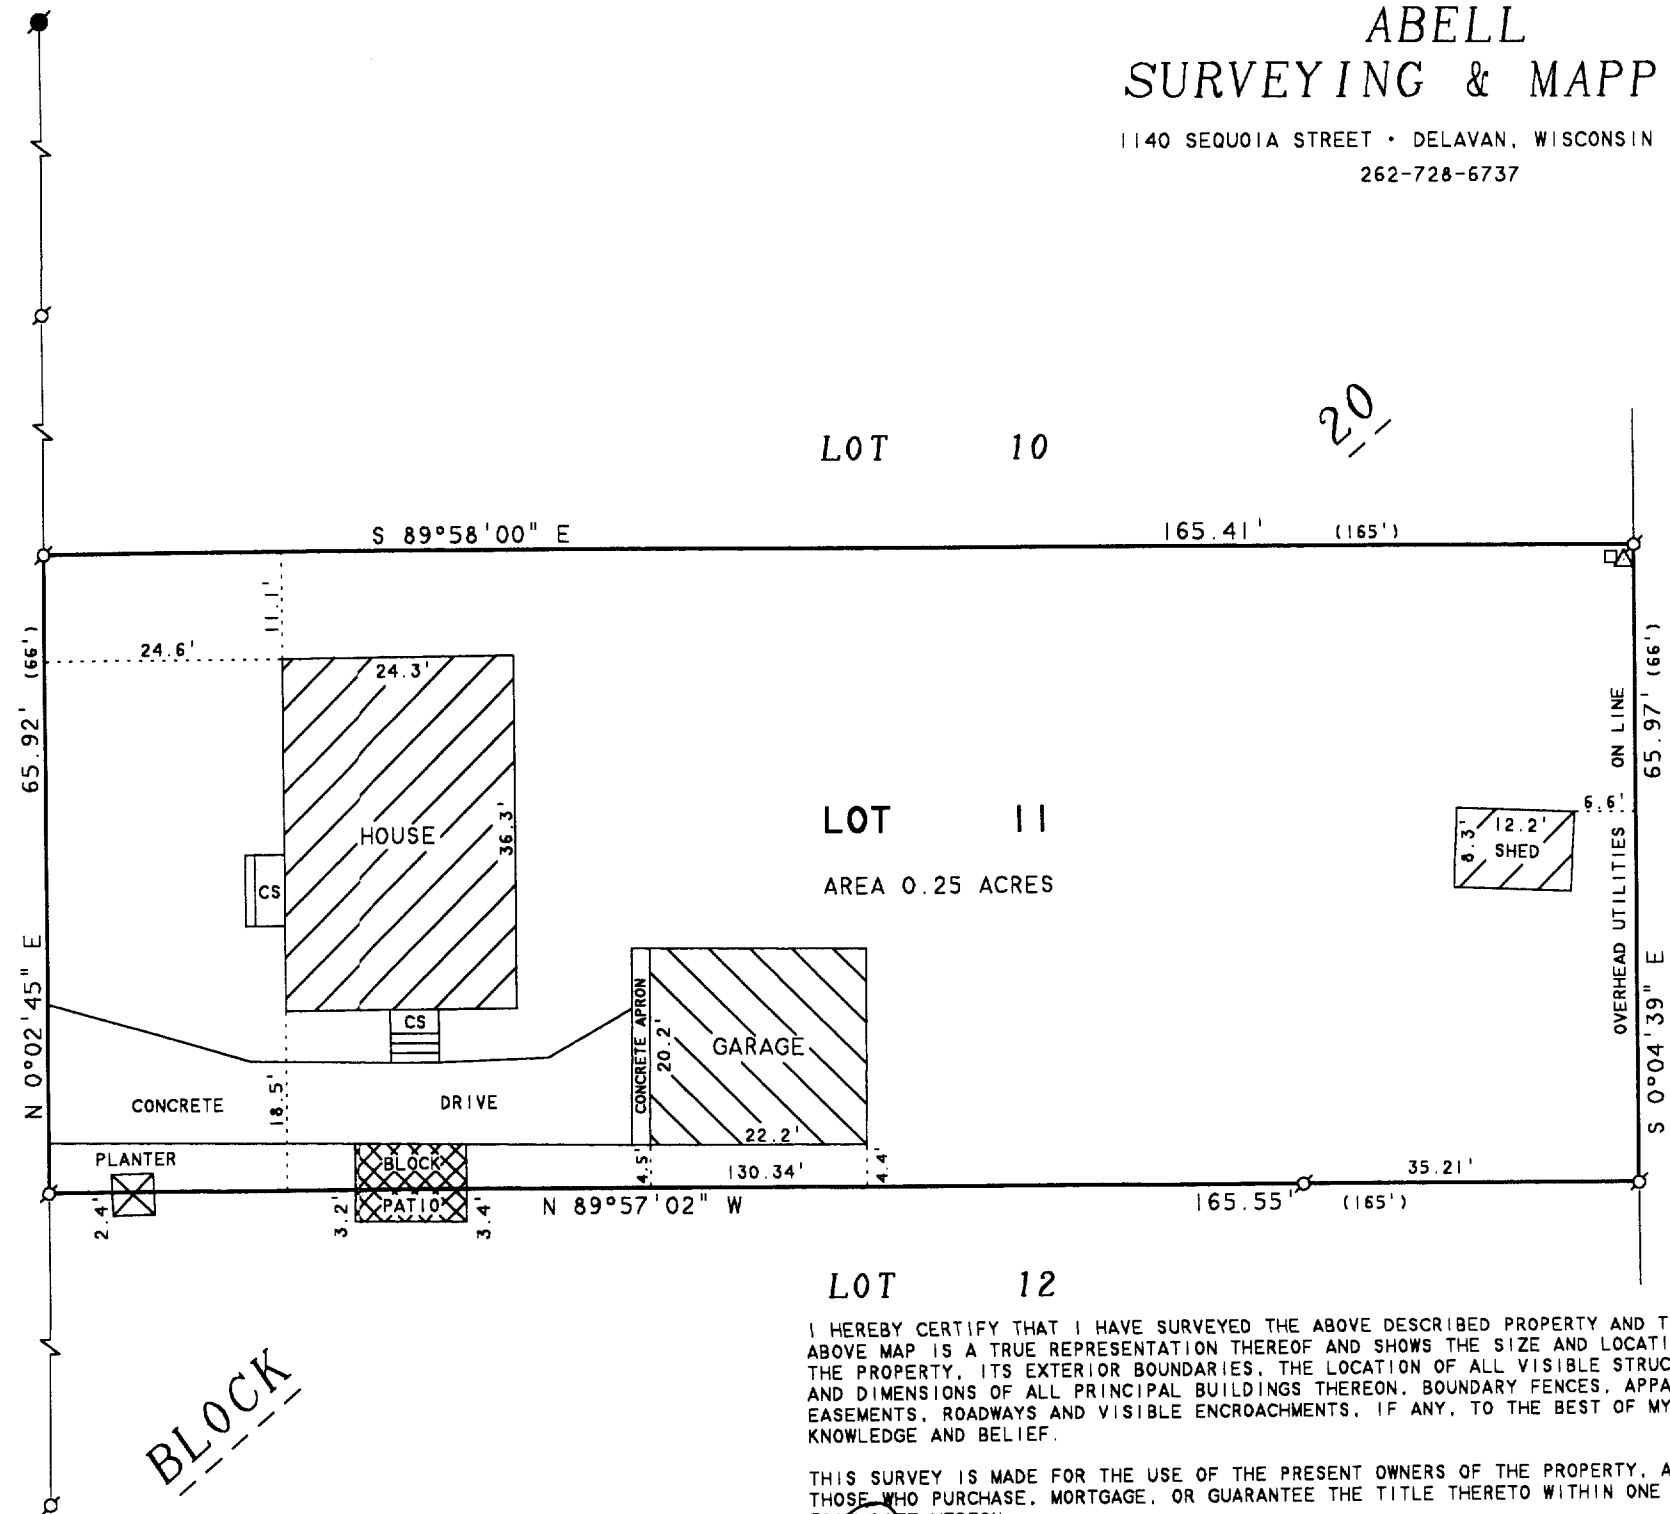 ABELL
SURVEYING & MAPP
1140 SEQUOIA STREET • DELAVAN, WISCONSIN
262-728-6737
20
LOT 10
S 89°58'00" E
165.41' (165')
11.1'
24.6'
24.3'
65.92' (66')
N 0°02'45" E
HOUSE
36.3'
CS
CS
LOT 11
AREA 0.25 ACRES
6.6'
12.2'
8.3'
SHED
OVERHEAD UTILITIES ON LINE
65.97' (66')
S 0°04'39" E
CONCRETE APRON
20.2'
GARAGE
22.2'
18.5'
CONCRETE DRIVE
PLANTER
2.4'
BLOCK
PATIO
3.2'
3.4'
4.5'
130.34'
4.4'
35.21'
N 89°57'02" W
165.55' (165')
LOT 12
BLOCK
I HEREBY CERTIFY THAT I HAVE SURVEYED THE ABOVE DESCRIBED PROPERTY AND T
ABOVE MAP IS A TRUE REPRESENTATION THEREOF AND SHOWS THE SIZE AND LOCATI
THE PROPERTY, ITS EXTERIOR BOUNDARIES, THE LOCATION OF ALL VISIBLE STRUC
AND DIMENSIONS OF ALL PRINCIPAL BUILDINGS THEREON, BOUNDARY FENCES, APPA
EASEMENTS, ROADWAYS AND VISIBLE ENCROACHMENTS, IF ANY, TO THE BEST OF MY
KNOWLEDGE AND BELIEF.
THIS SURVEY IS MADE FOR THE USE OF THE PRESENT OWNERS OF THE PROPERTY, A
THOSE WHO PURCHASE, MORTGAGE, OR GUARANTEE THE TITLE THERETO WITHIN ONE